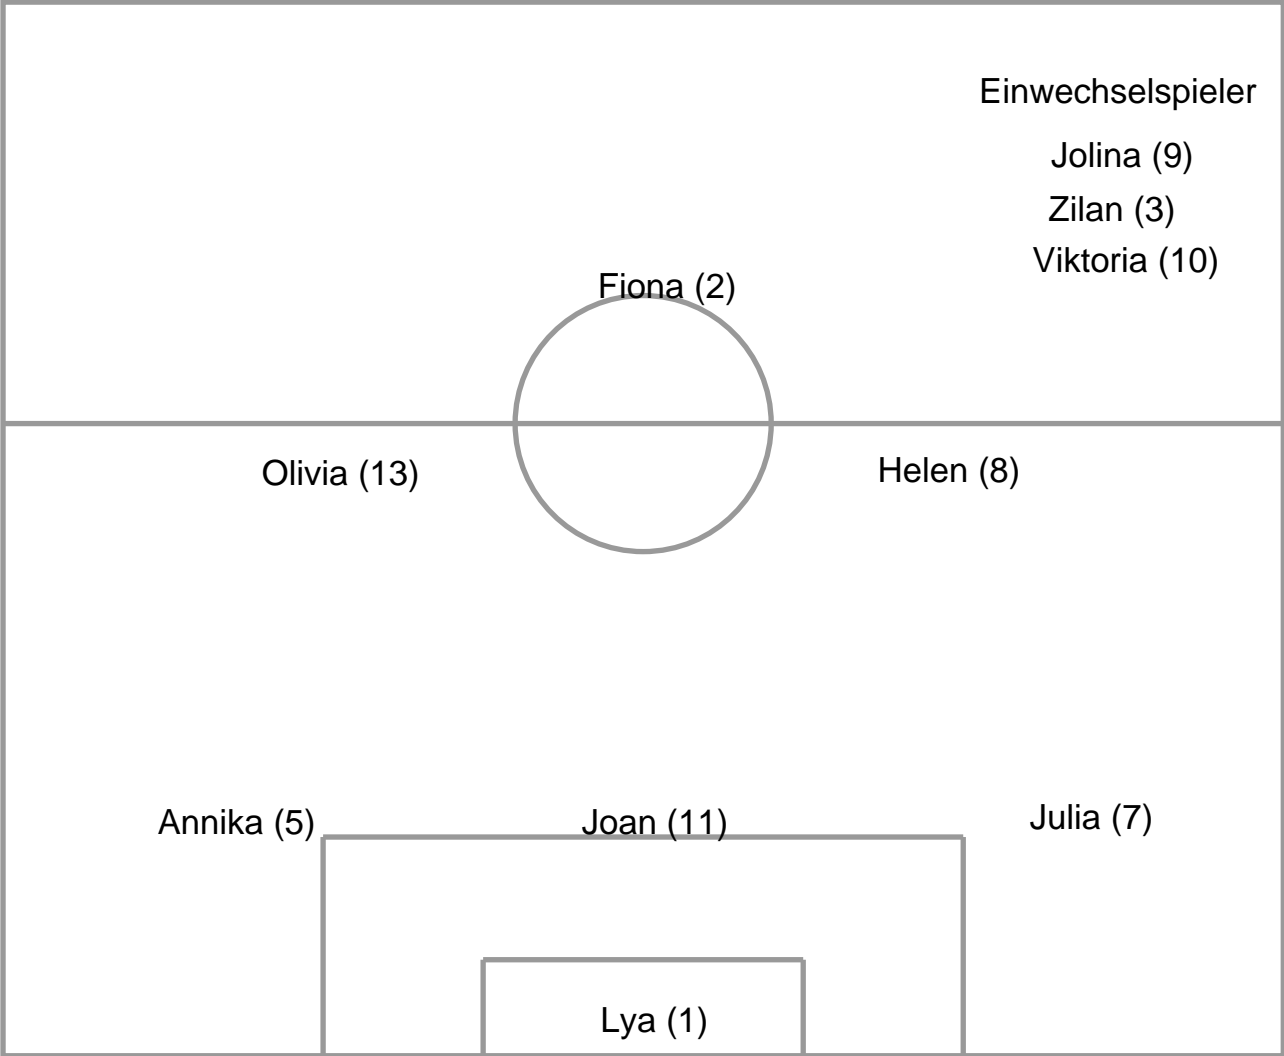 Einwechselspieler
Jolina (9)
Zilan (3)
Viktoria (10)
Fiona (2)
Olivia (13)
Helen (8)
Annika (5)
Joan (11)
Julia (7)
Lya (1)